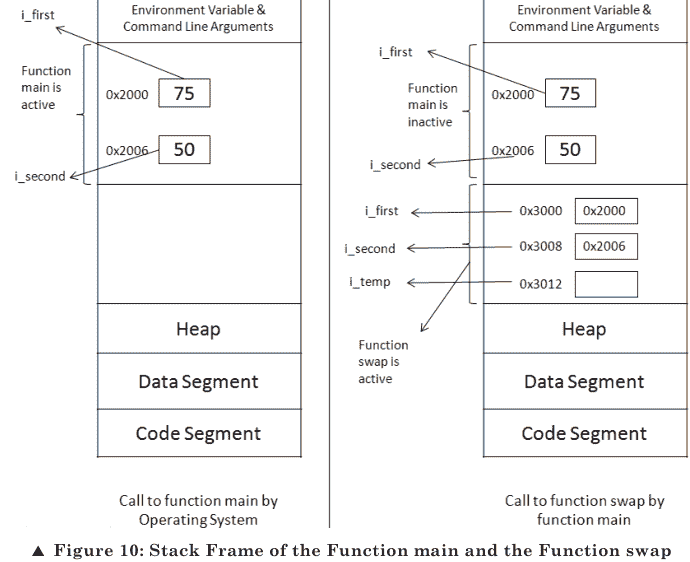 i_first
Environment Variable &
Command Line Arguments
Function
main is
active
0x2000
75
0x2006
50
i_second
Heap
Data Segment
Code Segment
Call to function main by
Operating System
Environment Variable &
Command Line Arguments
i_first
Function
main is
inactive
0x2000
75
0x2006
50
i_second
i_first
0x3000
0x2000
i_second
0x3008
0x2006
i_temp
0x3012
Function
swap is
active
Heap
Data Segment
Code Segment
Call to function swap by
function main
▲ Figure 10: Stack Frame of the Function main and the Function swap